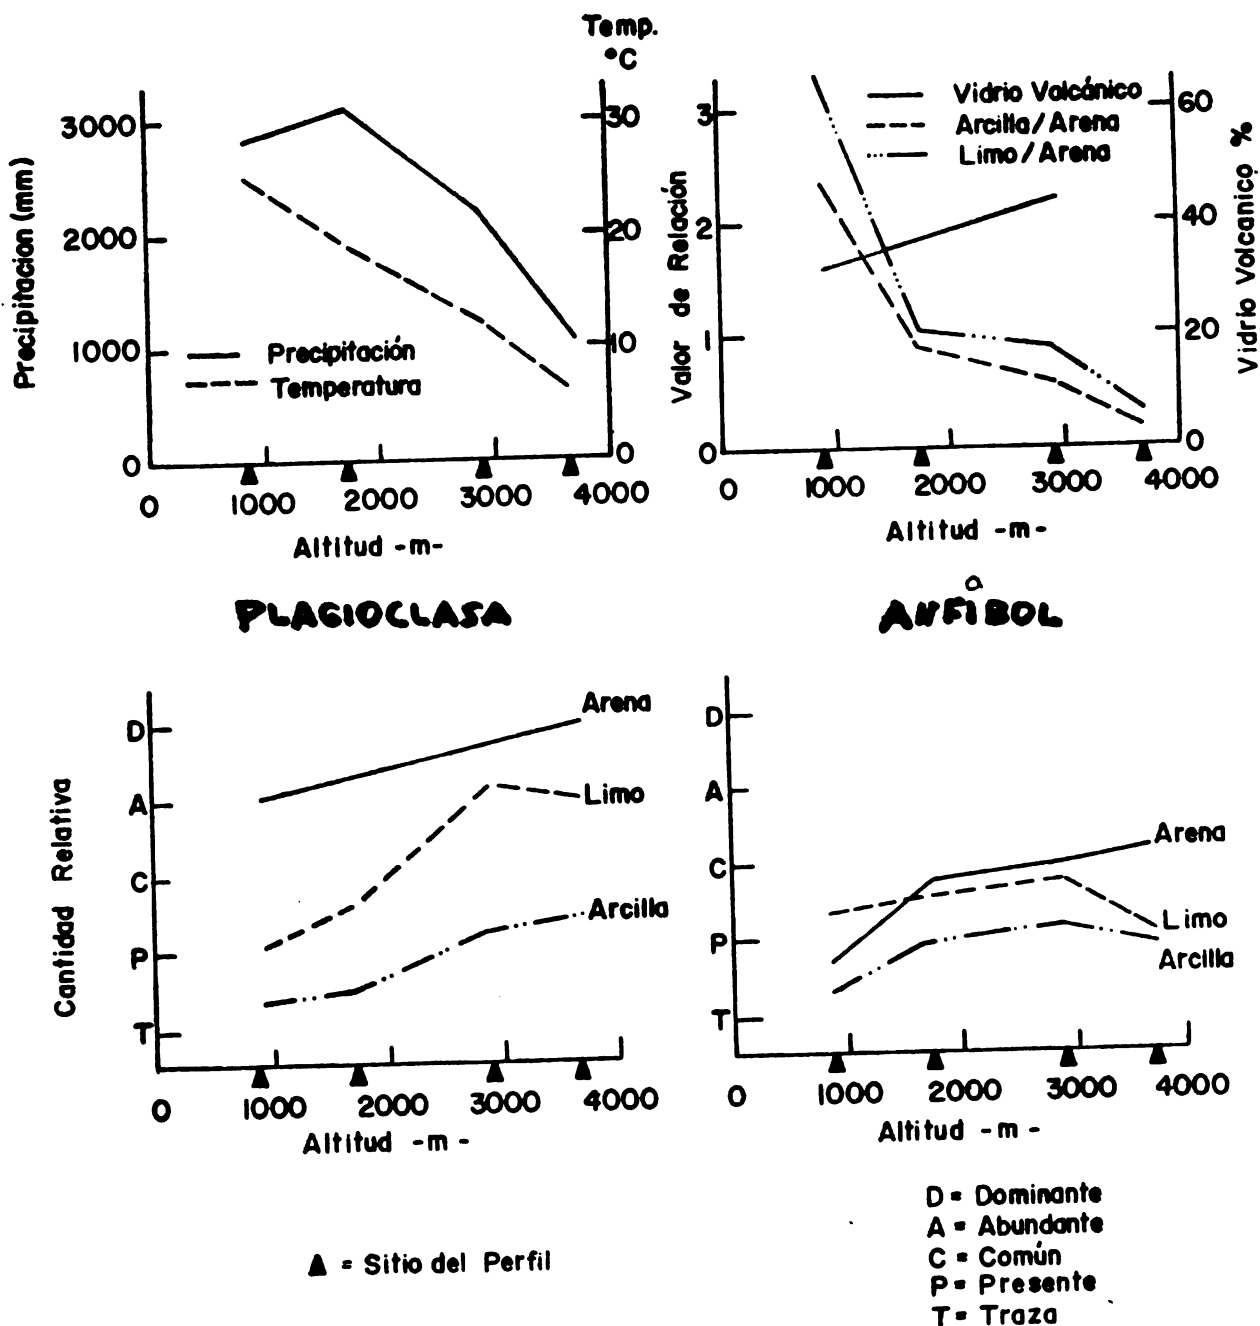 Temp.
°C
3000
2000
1000
0
Precipitacion (mm)
30
20
10
0
Precipitación
Temperatura
0 1000 2000 3000 4000
Altitud -m-
3
2
1
0
Valor de Relación
Vidrio Volcánico
Arcilla/Arena
Limo/Arena
60
40
20
0
Vidrio Volcanico %
0 1000 2000 3000 4000
Altitud -m-
PLAGIOCLASA
D
A
C
P
T
Cantidad Relativa
Arena
Limo
Arcilla
0 1000 2000 3000 4000
Altitud -m-
a
ANFIBOL
D
A
C
P
T
Arena
Limo
Arcilla
0 1000 2000 3000 4000
Altitud -m-
▲ = Sitio del Perfil
D = Dominante
A = Abundante
C = Común
P = Presente
T = Traza